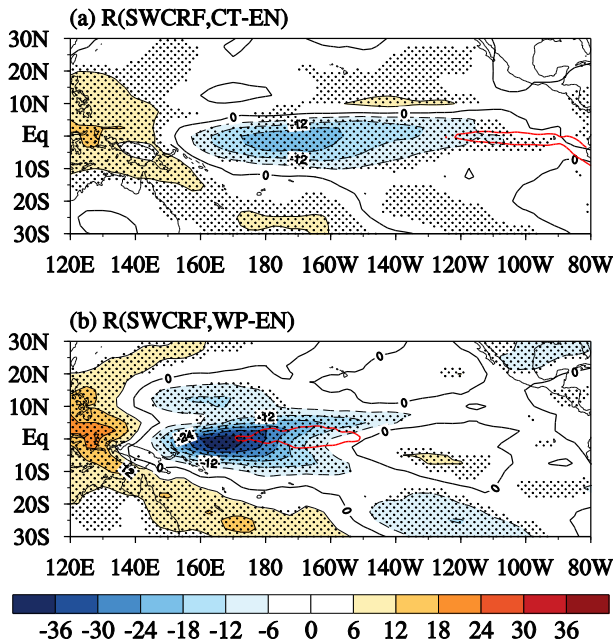 (a) R(SWCRF,CT-EN)
30N
20N
10N
Eq
10S
20S
30S
0
-12
0
-12
0
120E 140E 160E 180 160W 140W 120W 100W 80W
(b) R(SWCRF,WP-EN)
30N
20N
10N
Eq
10S
20S
30S
0
0
0
-12
-24
0
12
0
-12
0
0
120E 140E 160E 180 160W 140W 120W 100W 80W
-36 -30 -24 -18 -12 -6 0 6 12 18 24 30 36